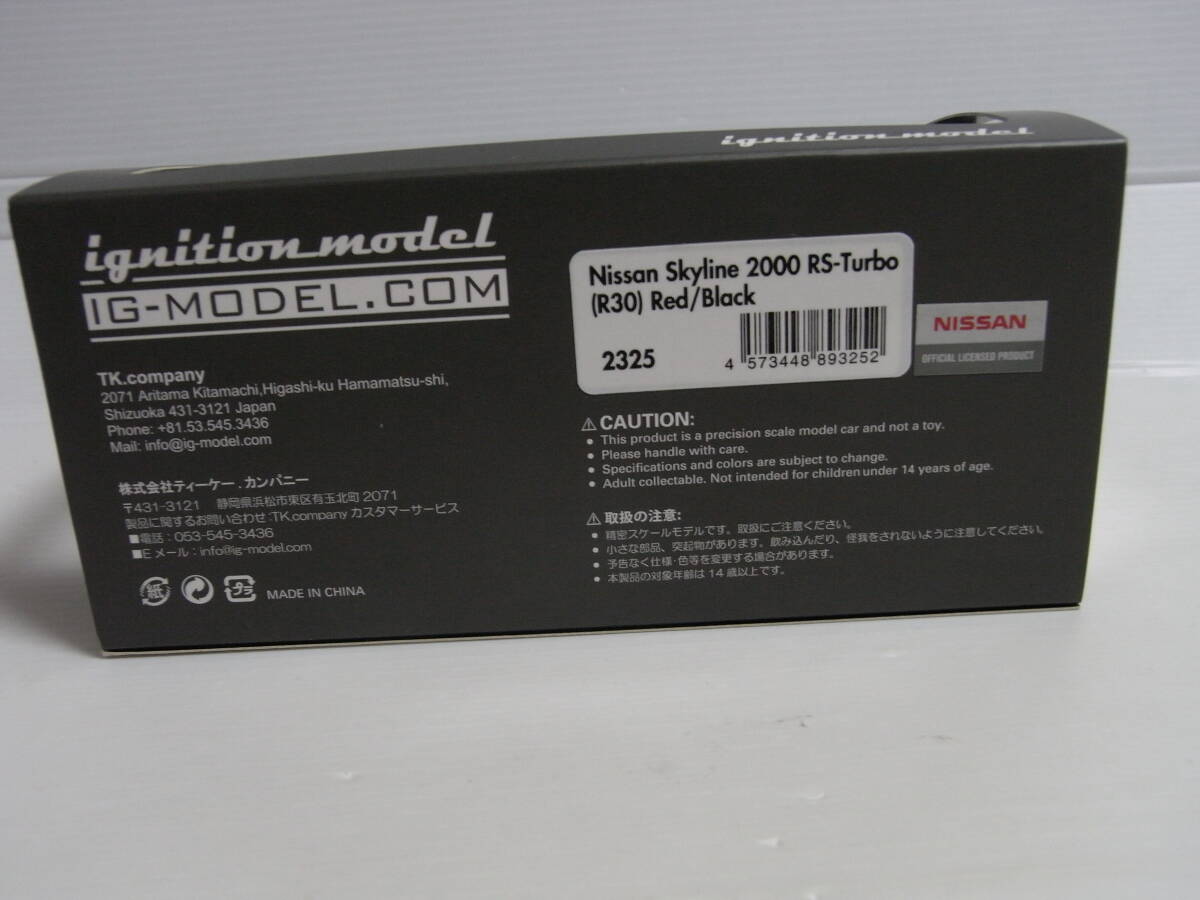 ignition model
ignition model
IG-MODEL.COM
TK.company
2071 Aritama Kitamachi,Higashi-ku Hamamatsu-shi,
Shizuoka 431-3121 Japan
Phone: +81.53.545.3436
Mail: info@ig-model.com
株式会社ティーケー.カンパニー
〒431-3121 静岡県浜松市東区有玉北町2071
製品に関するお問い合わせ:TK.company カスタマーサービス
■電話:053-545-3436
■Eメール:info@ig-model.com
紙 プラ MADE IN CHINA
Nissan Skyline 2000 RS-Turbo
(R30) Red/Black
2325
4 573448 893252
NISSAN
OFFICIAL LICENSED PRODUCT
⚠ CAUTION:
• This product is a precision scale model car and not a toy.
• Please handle with care.
• Specifications and colors are subject to change.
• Adult collectable. Not intended for children under 14 years of age.
⚠ 取扱の注意:
• 精密スケールモデルです。取扱にご注意ください。
• 小さな部品、突起物があります。飲み込んだり、怪我をされないように注意してください。
• 予告なく仕様・色等を変更する場合があります。
• 本製品の対象年齢は14歳以上です。